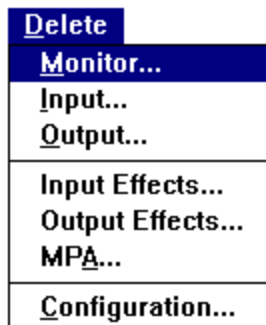 Delete
Monitor...
Input...
Output...
Input Effects...
Output Effects...
MPA...
Configuration...